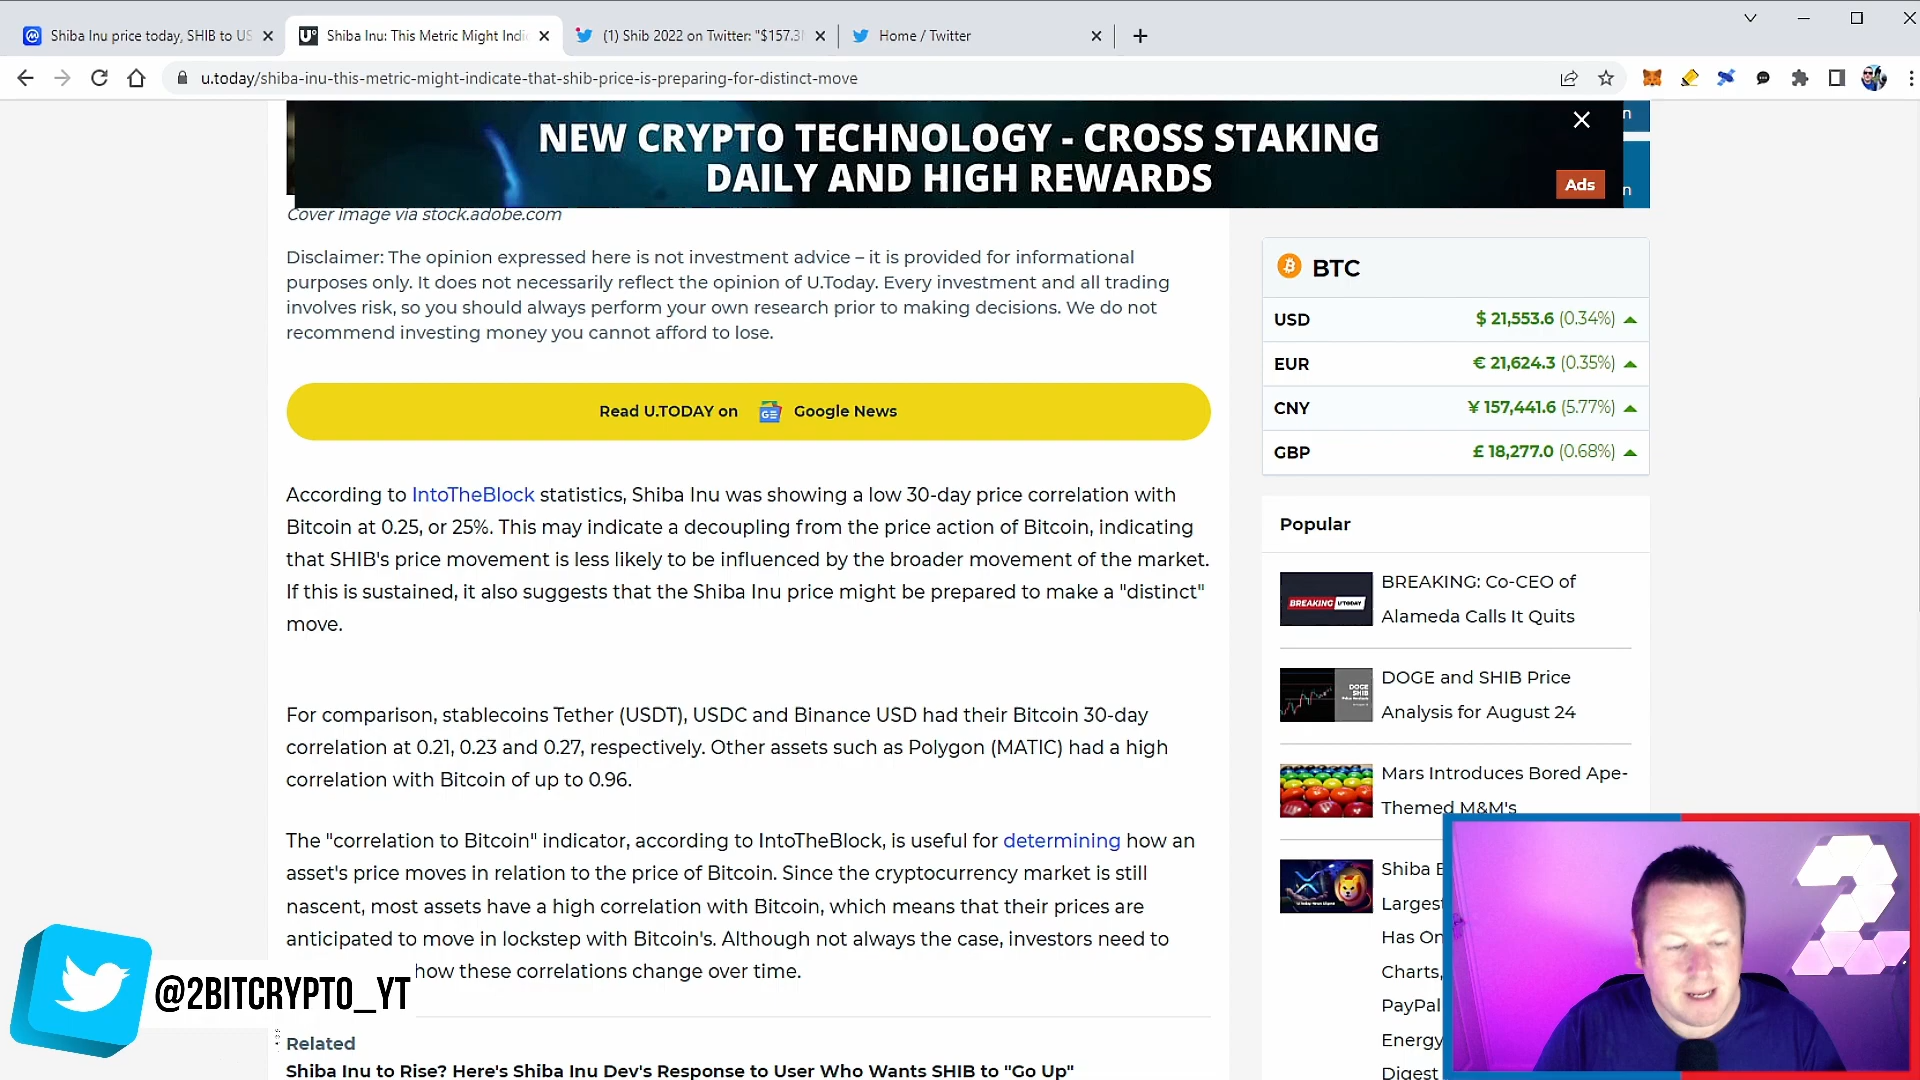 Shiba Inu price today, SHIB to US
Shiba Inu: This Metric Might Indi
(1) Shib 2022 on Twitter: "$157.3
Home / Twitter
u.today/shiba-inu-this-metric-might-indicate-that-shib-price-is-preparing-for-distinct-move
NEW CRYPTO TECHNOLOGY - CROSS STAKING
DAILY AND HIGH REWARDS
Ads
n
n
Cover image via stock.adobe.com
Disclaimer: The opinion expressed here is not investment advice – it is provided for informational
purposes only. It does not necessarily reflect the opinion of U.Today. Every investment and all trading
involves risk, so you should always perform your own research prior to making decisions. We do not
recommend investing money you cannot afford to lose.
Read U.TODAY on Google News
According to IntoTheBlock statistics, Shiba Inu was showing a low 30-day price correlation with
Bitcoin at 0.25, or 25%. This may indicate a decoupling from the price action of Bitcoin, indicating
that SHIB's price movement is less likely to be influenced by the broader movement of the market.
If this is sustained, it also suggests that the Shiba Inu price might be prepared to make a "distinct"
move.
For comparison, stablecoins Tether (USDT), USDC and Binance USD had their Bitcoin 30-day
correlation at 0.21, 0.23 and 0.27, respectively. Other assets such as Polygon (MATIC) had a high
correlation with Bitcoin of up to 0.96.
The "correlation to Bitcoin" indicator, according to IntoTheBlock, is useful for determining how an
asset's price moves in relation to the price of Bitcoin. Since the cryptocurrency market is still
nascent, most assets have a high correlation with Bitcoin, which means that their prices are
anticipated to move in lockstep with Bitcoin's. Although not always the case, investors need to
how these correlations change over time.
@2BITCRYPTO_YT
Related
Shiba Inu to Rise? Here's Shiba Inu Dev's Response to User Who Wants SHIB to "Go Up"
BTC
USD $ 21,553.6 (0.34%)
EUR € 21,624.3 (0.35%)
CNY ¥ 157,441.6 (5.77%)
GBP £ 18,277.0 (0.68%)
Popular
BREAKING U.TODAY
BREAKING: Co-CEO of
Alameda Calls It Quits
DOGE
SHIB
DOGE and SHIB Price
Analysis for August 24
Mars Introduces Bored Ape-
Themed M&M's
Shiba
Largest
Has On
Charts,
PayPal
Energy
Digest